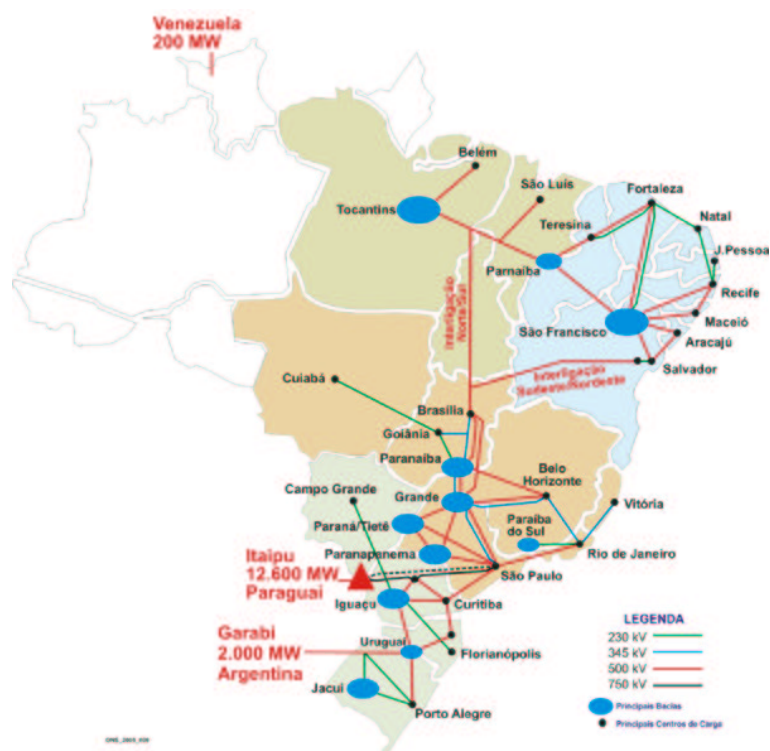 Venezuela
200 MW
Belém
São Luís
Fortaleza
Tocantins
Teresina
Natal
Parnaíba
J.Pessoa
Recife
Interligação
Norte/Sul
São Francisco
Maceió
Aracajú
Salvador
Interligação
Sudeste/Nordeste
Cuiabá
Brasília
Goiânia
Paranaíba
Belo
Horizonte
Campo Grande
Grande
Vitória
Paraná/Tietê
Paraíba
do Sul
Paranapanema
Rio de Janeiro
Itaipu
12.600 MW
Paraguai
São Paulo
Iguaçu
Curitiba
Garabi
2.000 MW
Argentina
Uruguai
Florianópolis
Jacui
Porto Alegre
LEGENDA
230 kV
345 kV
500 kV
750 kV
Principais Bacias
Principais Centros de Carga